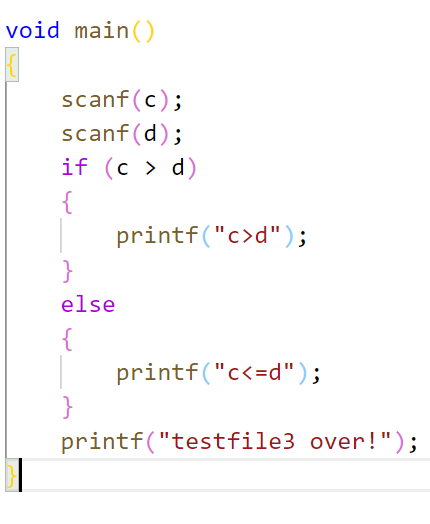 void main()
{
    scanf(c);
    scanf(d);
    if (c > d)
    {
        printf("c>d");
    }
    else
    {
        printf("c<=d");
    }
    printf("testfile3 over!");
}